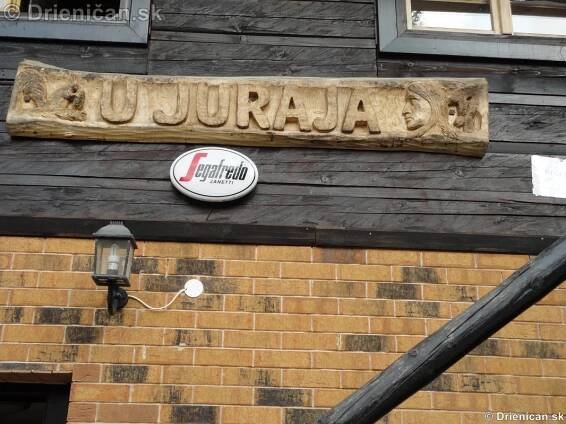 © Drienican.sk
U JURAJA
Segafredo
ZANETTI
© Drienican.sk